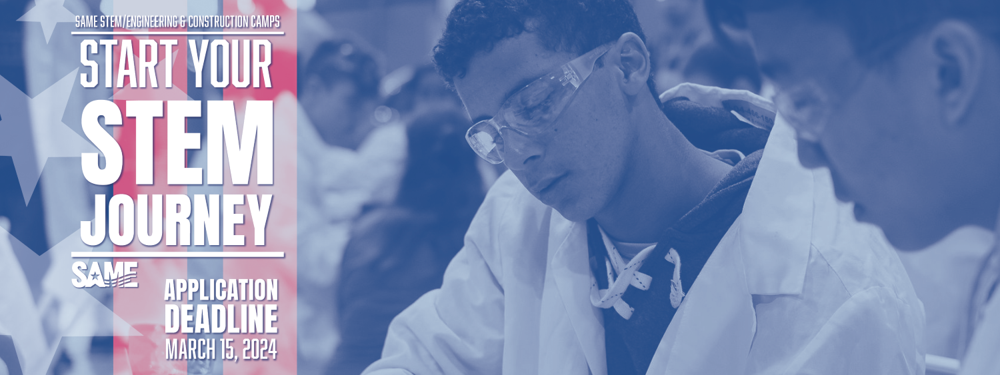 SAME STEM/ENGINEERING & CONSTRUCTION CAMPS
START YOUR
STEM
JOURNEY
SAME
APPLICATION
DEADLINE
MARCH 15, 2024